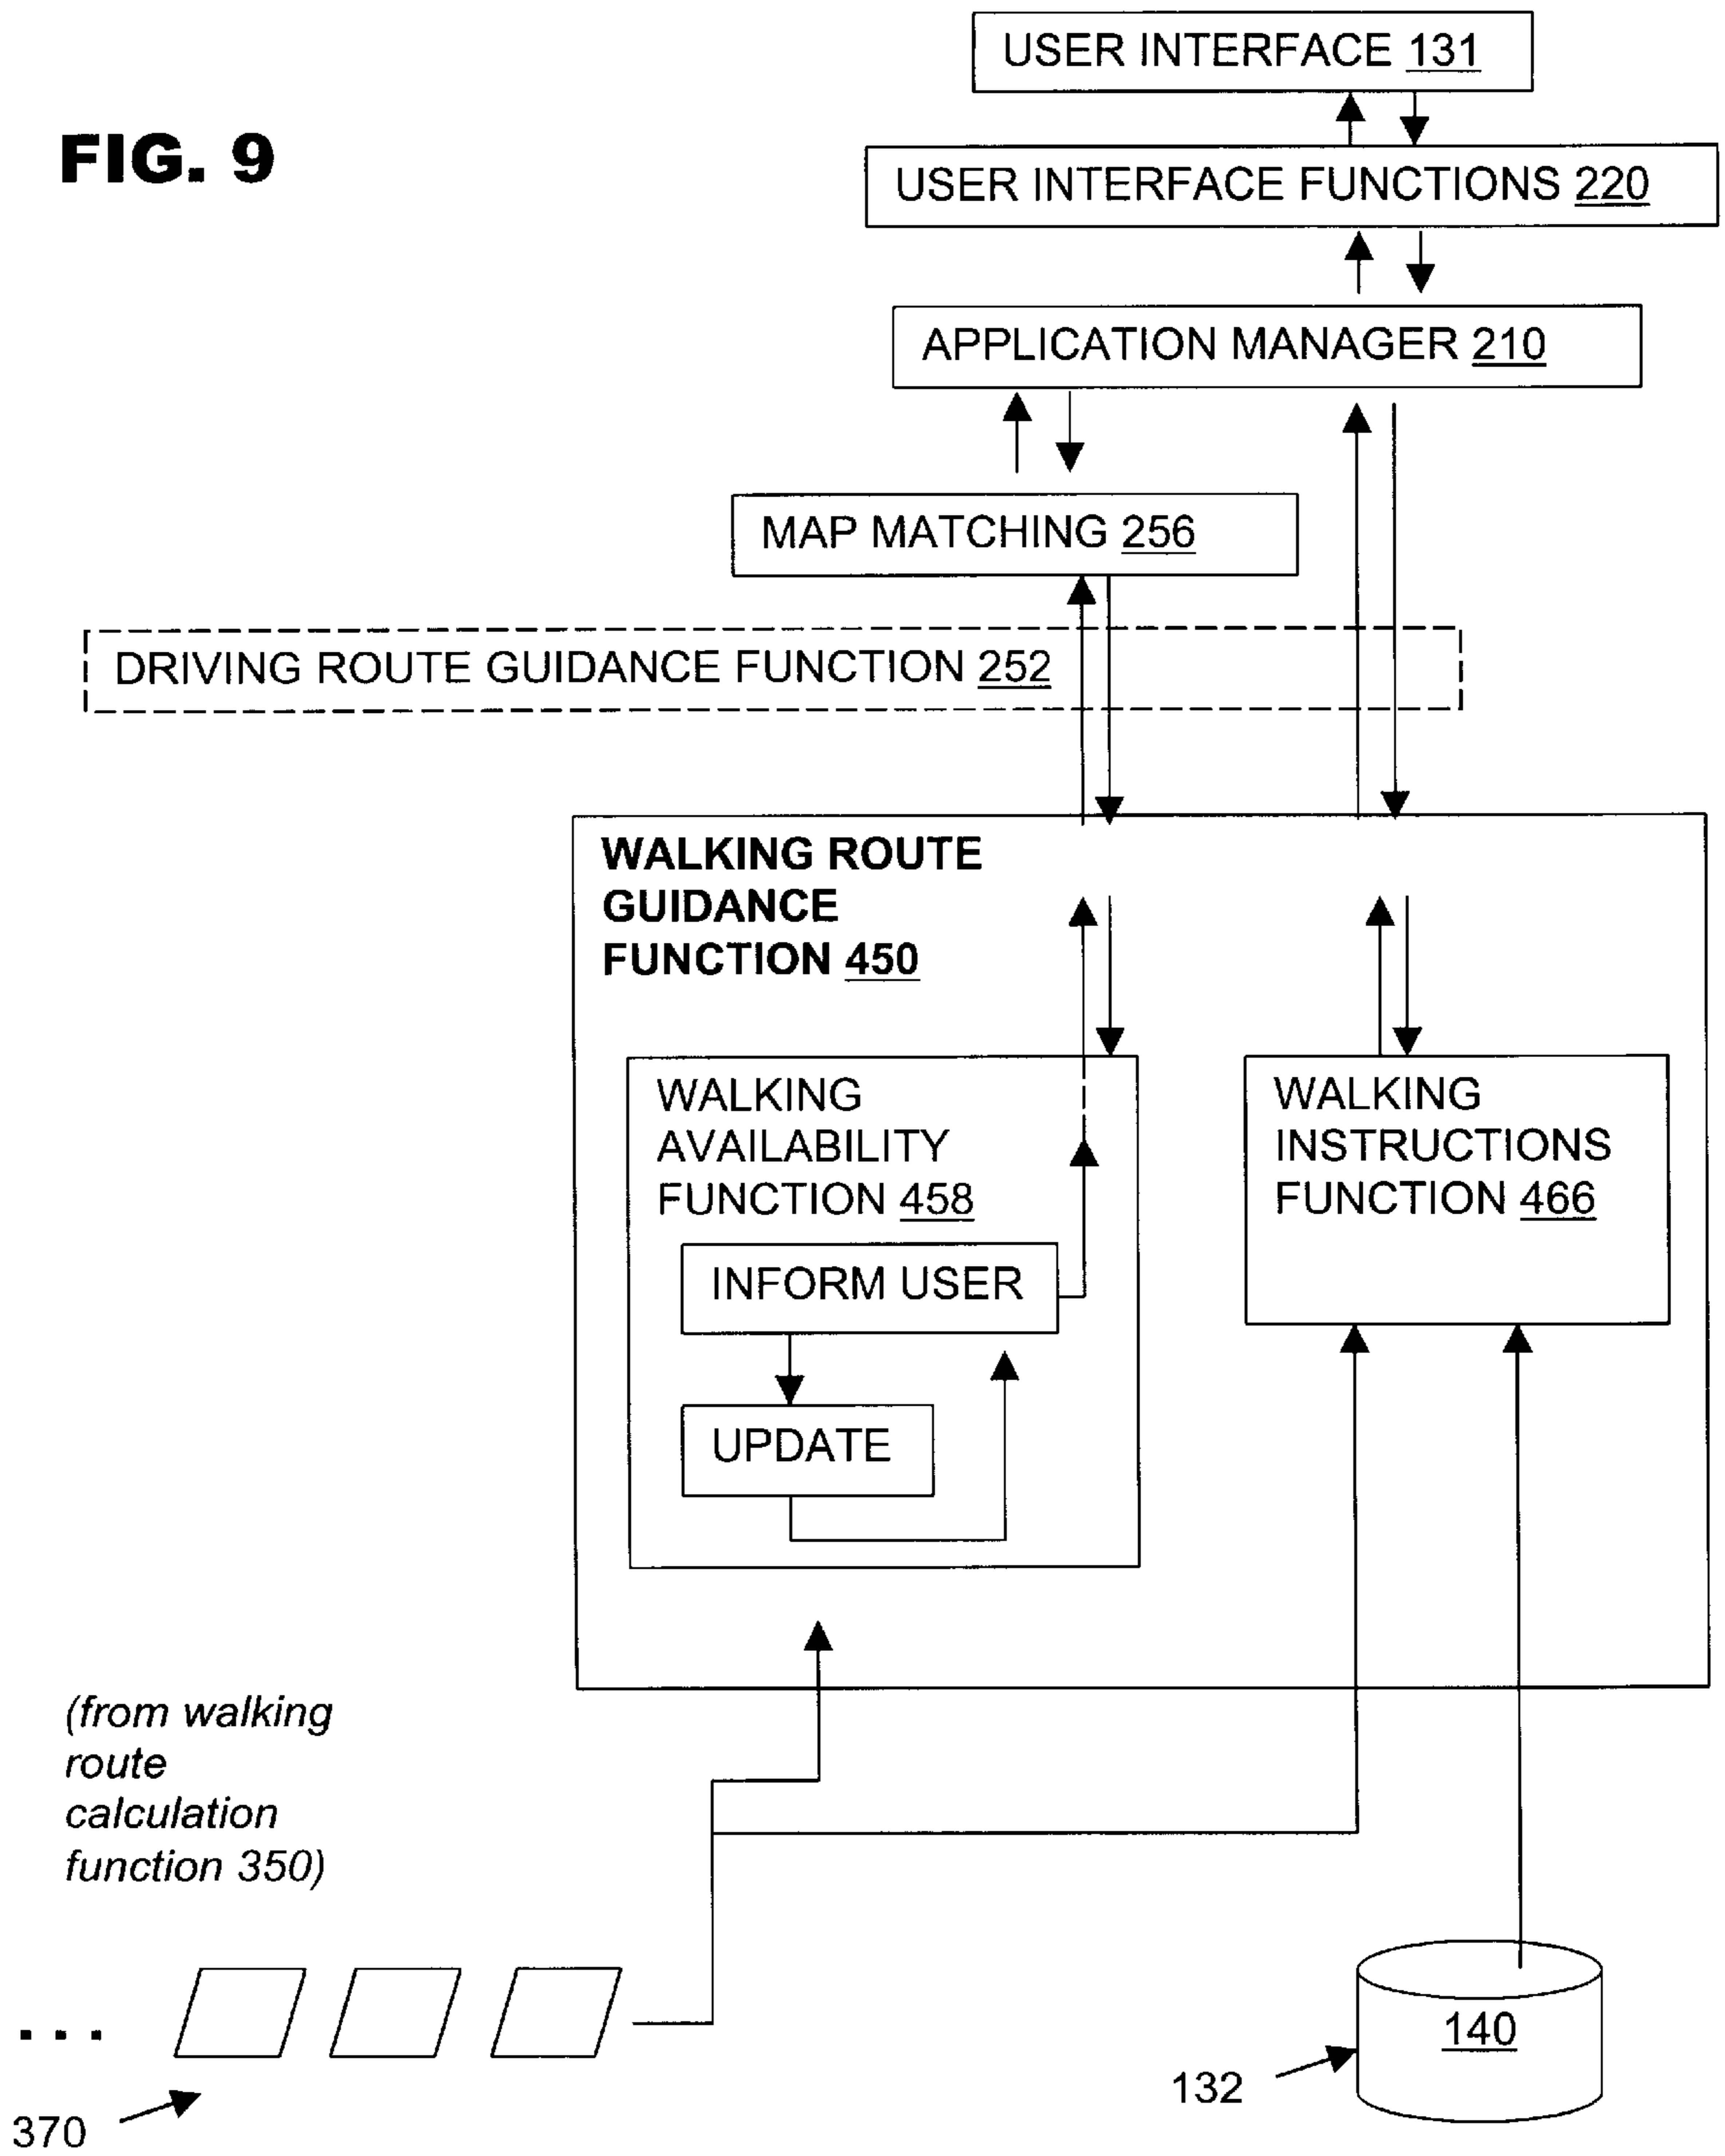 USER INTERFACE 131
FIG. 9
USER INTERFACE FUNCTIONS 220
APPLICATION MANAGER 210
MAP MATCHING 256
DRIVING ROUTE GUIDANCE FUNCTION 252
WALKING ROUTE
GUIDANCE
FUNCTION 450
WALKING
AVAILABILITY
FUNCTION 458
INFORM USER
UPDATE
WALKING
INSTRUCTIONS
FUNCTION 466
(from walking
route
calculation
function 350)
. . .
370
140
132